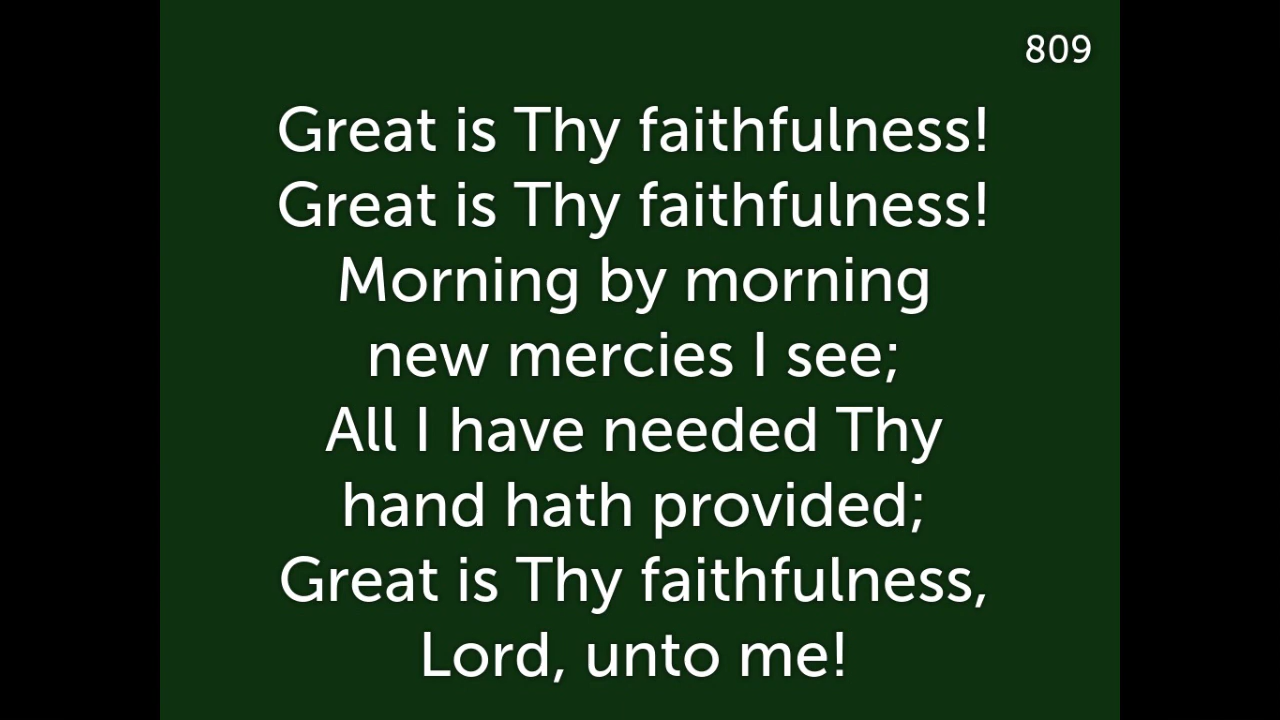 809
Great is Thy faithfulness!
Great is Thy faithfulness!
Morning by morning
new mercies I see;
All I have needed Thy
hand hath provided;
Great is Thy faithfulness,
Lord, unto me!